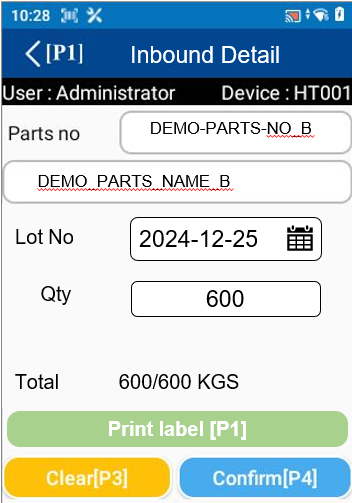 10:28
[P1] Inbound Detail
User : Administrator Device : HT001
Parts no DEMO-PARTS-NO_B
DEMO_PARTS_NAME_B
Lot No 2024-12-25
Qty 600
Total 600/600 KGS
Print label [P1]
Clear[P3] Confirm[P4]